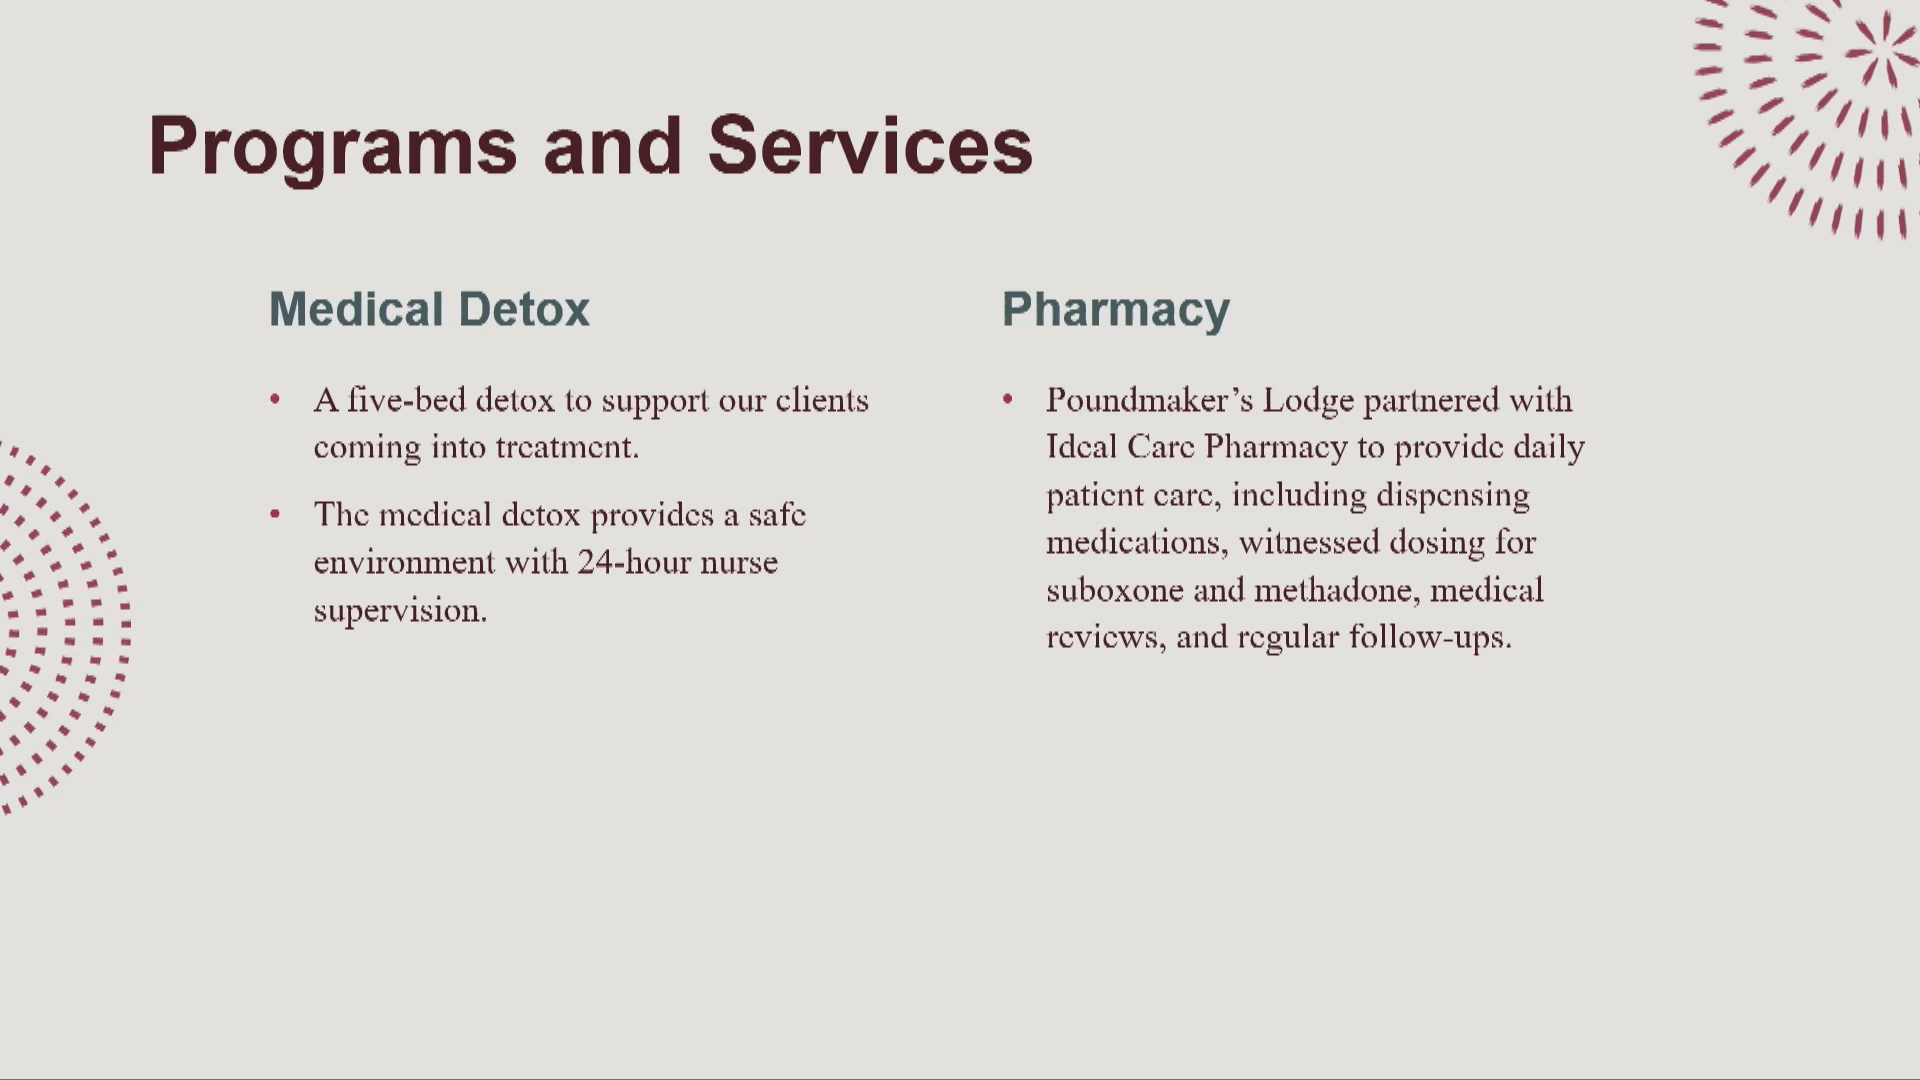 Programs and Services
Medical Detox
• A five-bed detox to support our clients
coming into treatment.
• The medical detox provides a safe
environment with 24-hour nurse
supervision.
Pharmacy
• Poundmaker’s Lodge partnered with
Ideal Care Pharmacy to provide daily
patient care, including dispensing
medications, witnessed dosing for
suboxone and methadone, medical
reviews, and regular follow-ups.